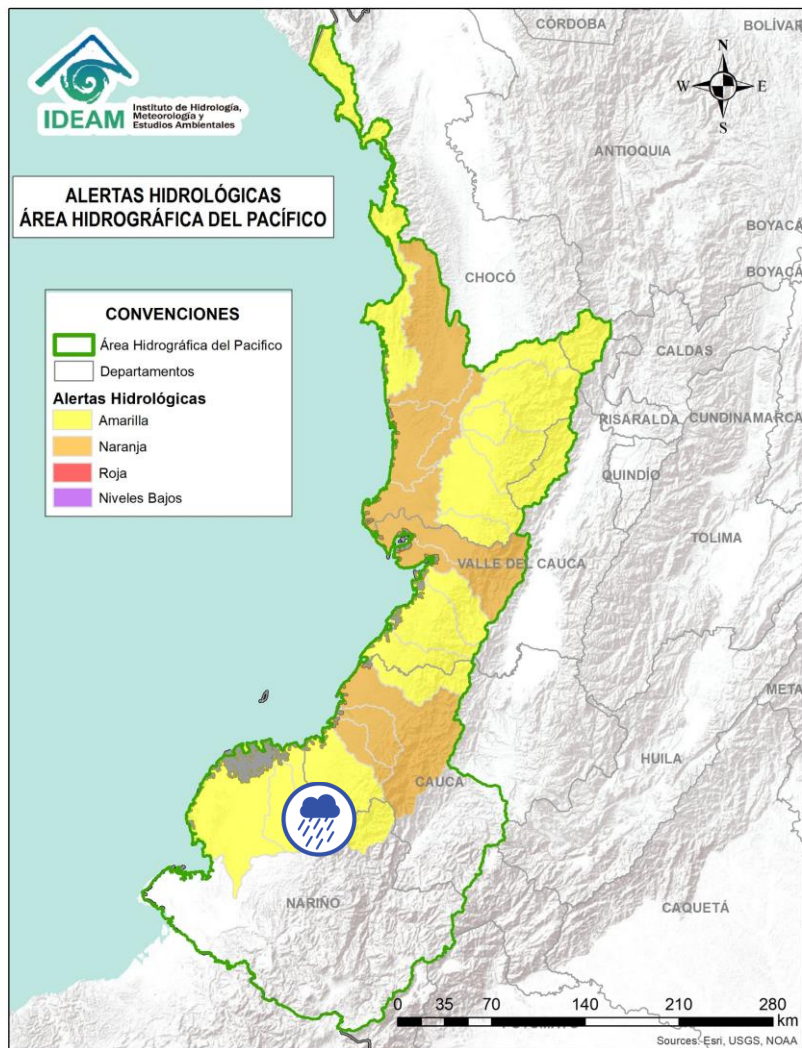 CÓRDOBA
BOLÍVAR
N
W
E
S
IDEAM
Instituto de Hidrología,
Meteorología y
Estudios Ambientales
ANTIOQUIA
ALERTAS HIDROLÓGICAS
ÁREA HIDROGRÁFICA DEL PACÍFICO
BOYACÁ
BOYACÁ
CHOCÓ
CONVENCIONES
Área Hidrográfica del Pacifico
Departamentos
Alertas Hidrológicas
Amarilla
Naranja
Roja
Niveles Bajos
CALDAS
RISARALDA
CUNDINAMARCA
QUINDÍO
TOLIMA
VALLE DEL CAUCA
META
HUILA
CAUCA
NARIÑO
CAQUETÁ
0 35 70 140 210 280
km
Sources: Esri, USGS, NOAA